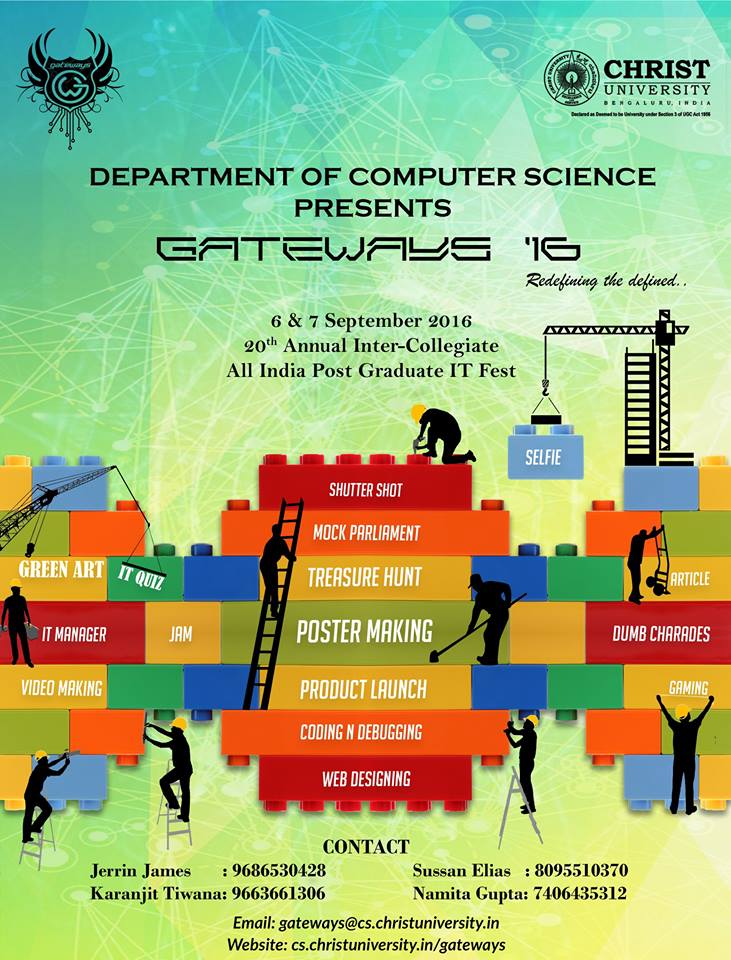 gateways
CHRIST
UNIVERSITY
BENGALURU, INDIA
Declared as Deemed to be University under Section 3 of UGC Act 1956
DEPARTMENT OF COMPUTER SCIENCE
PRESENTS
GATEWAYS '16
Redefining the defined..
6 & 7 September 2016
20th Annual Inter-Collegiate
All India Post Graduate IT Fest
SELFIE
SHUTTER SHOT
MOCK PARLIAMENT
GREEN ART
IT QUIZ
TREASURE HUNT
ARTICLE
IT MANAGER
JAM
POSTER MAKING
DUMB CHARADES
VIDEO MAKING
PRODUCT LAUNCH
GAMING
CODING N DEBUGGING
WEB DESIGNING
CONTACT
Jerrin James : 9686530428
Sussan Elias : 8095510370
Karanjit Tiwana: 9663661306
Namita Gupta: 7406435312
Email: gateways@cs.christuniversity.in
Website: cs.christuniversity.in/gateways